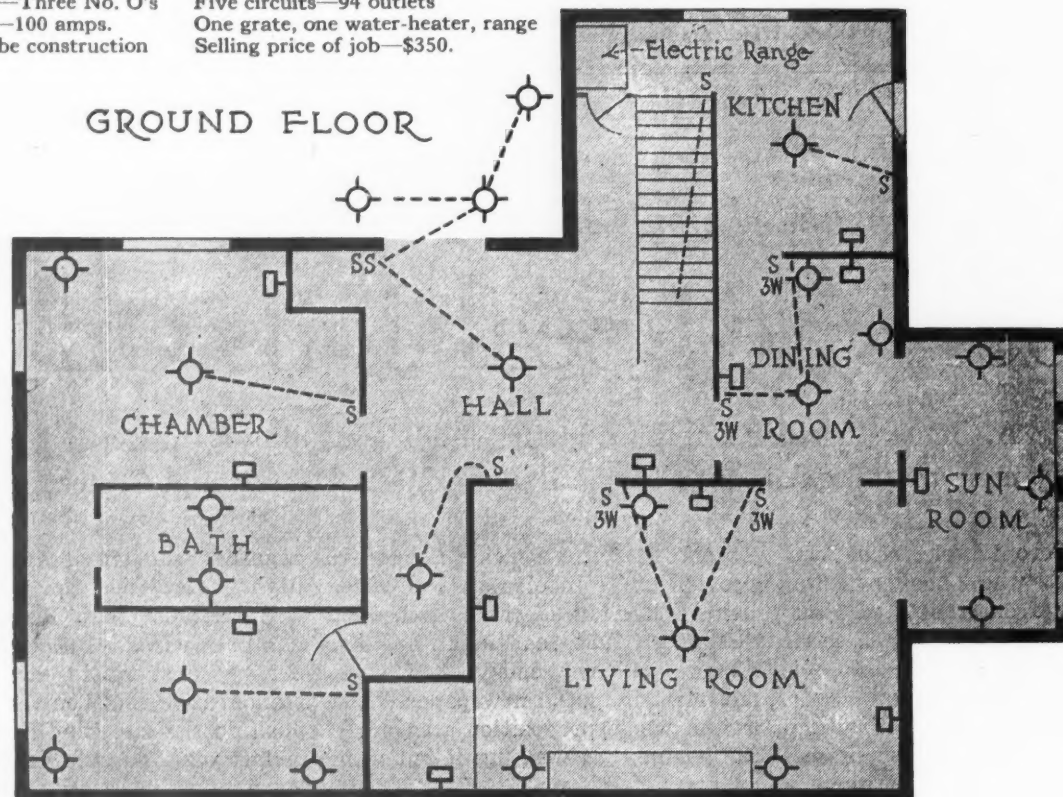 —Three No. O's
—100 amps.
be construction
Five circuits—94 outlets
One grate, one water-heater, range
Selling price of job—$350.
GROUND FLOOR
Electric Range
S
KITCHEN
S
SS
S
3W
DINING
ROOM
S
3W
HALL
CHAMBER
S
S
S
3W
S
3W
SUN
ROOM
BATH
LIVING ROOM
S